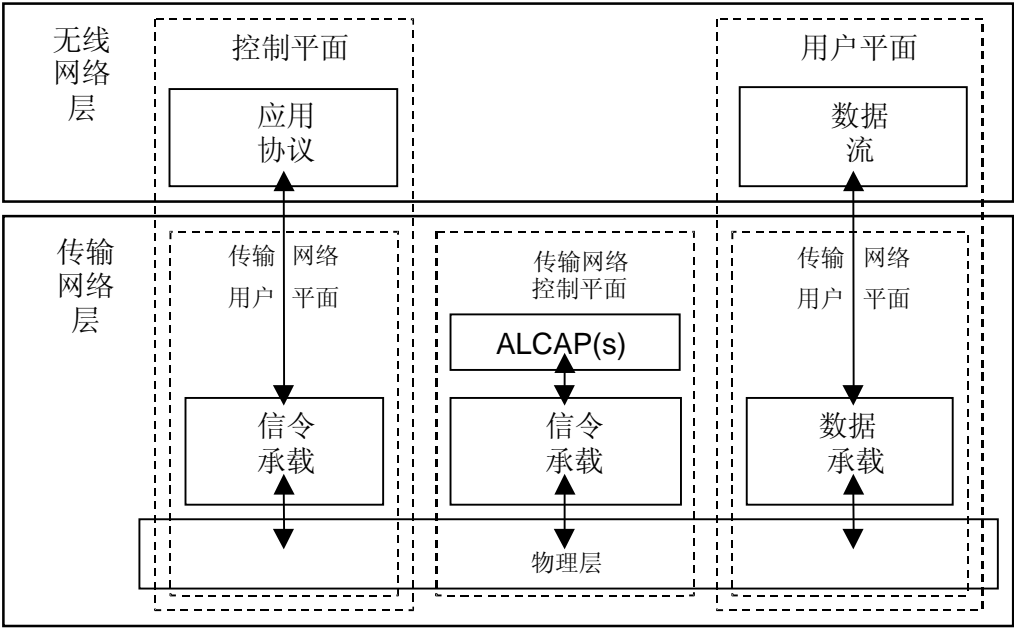 无线
网络
层
控制平面
用户平面
应用
协议
数据
流
传输
网络
层
传输 网络
用户 平面
传输网络
控制平面
传输 网络
用户 平面
ALCAP(s)
信令
承载
信令
承载
数据
承载
物理层